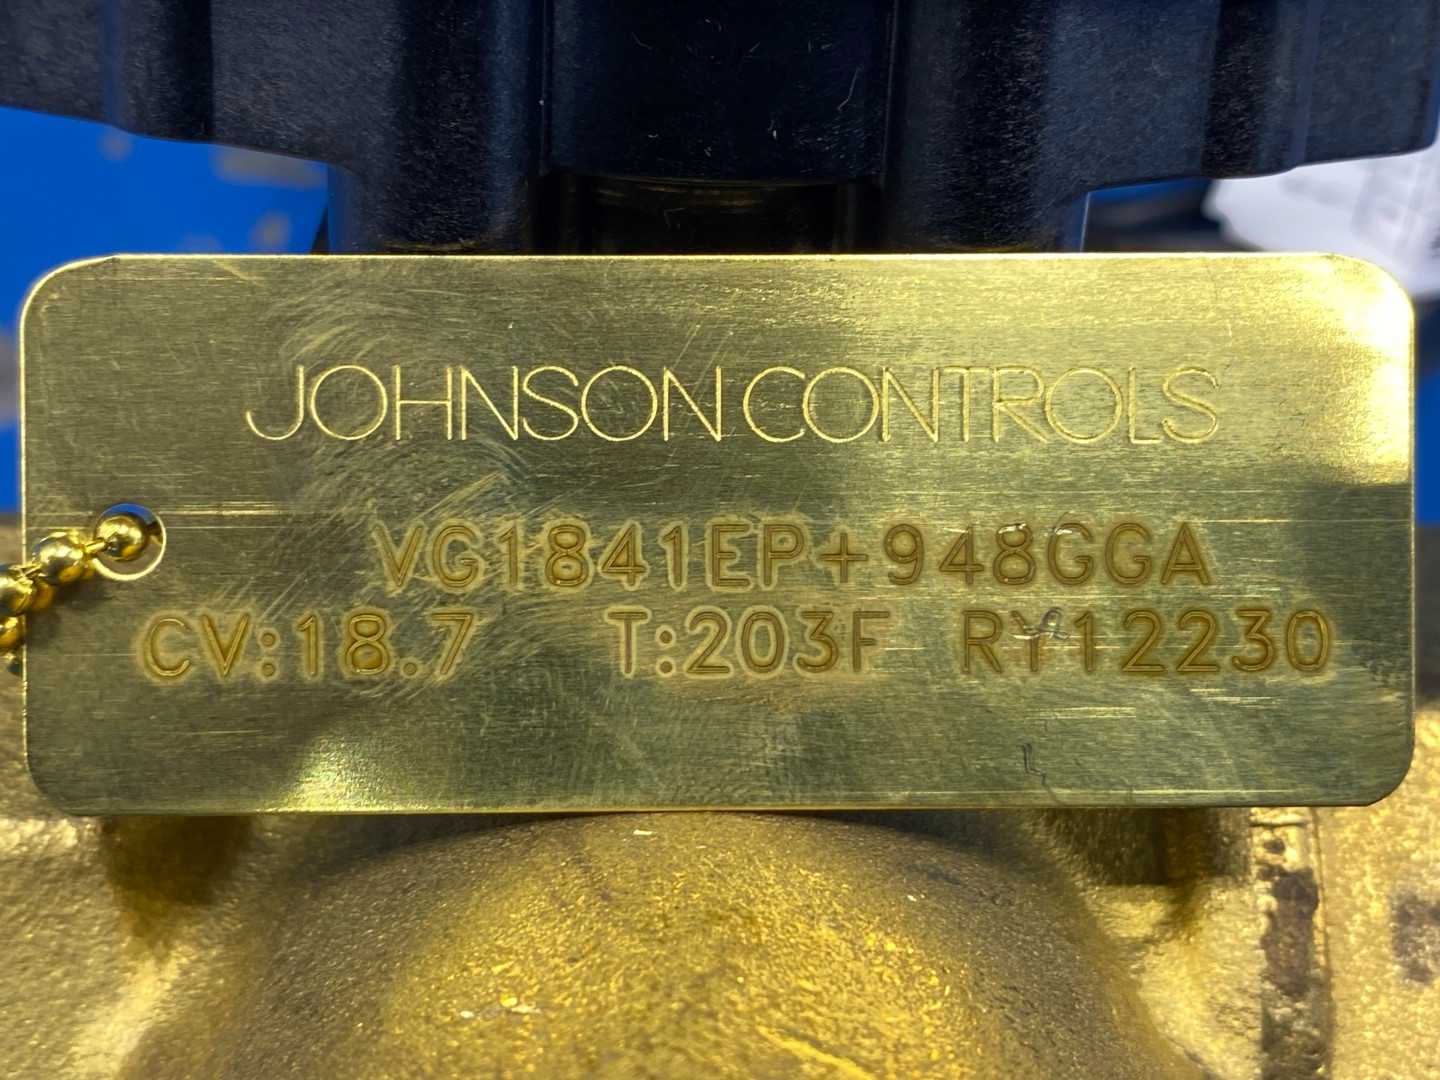 JOHNSON CONTROLS
VG1841EP+948GGA
CV:18.7 T:203F RY12230